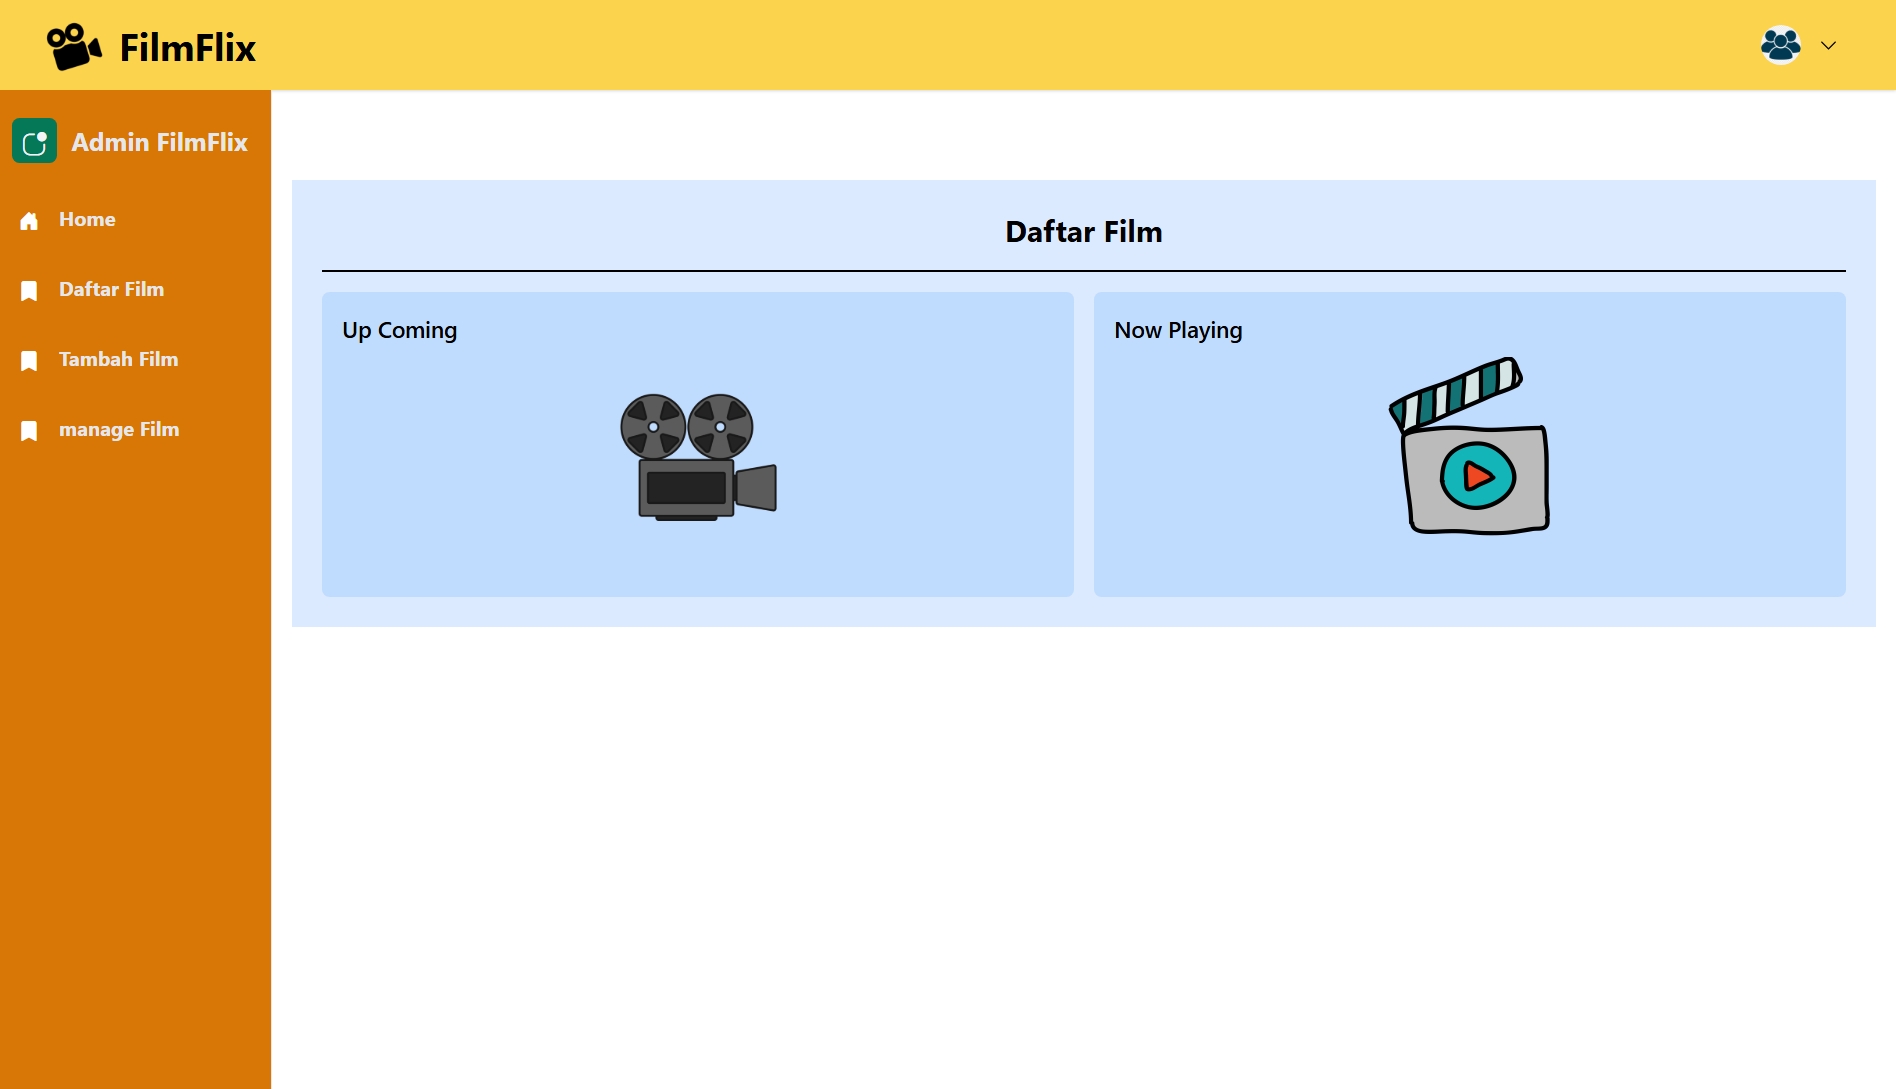 FilmFlix
Admin FilmFlix
Home
Daftar Film
Tambah Film
manage Film
Daftar Film
Up Coming
Now Playing